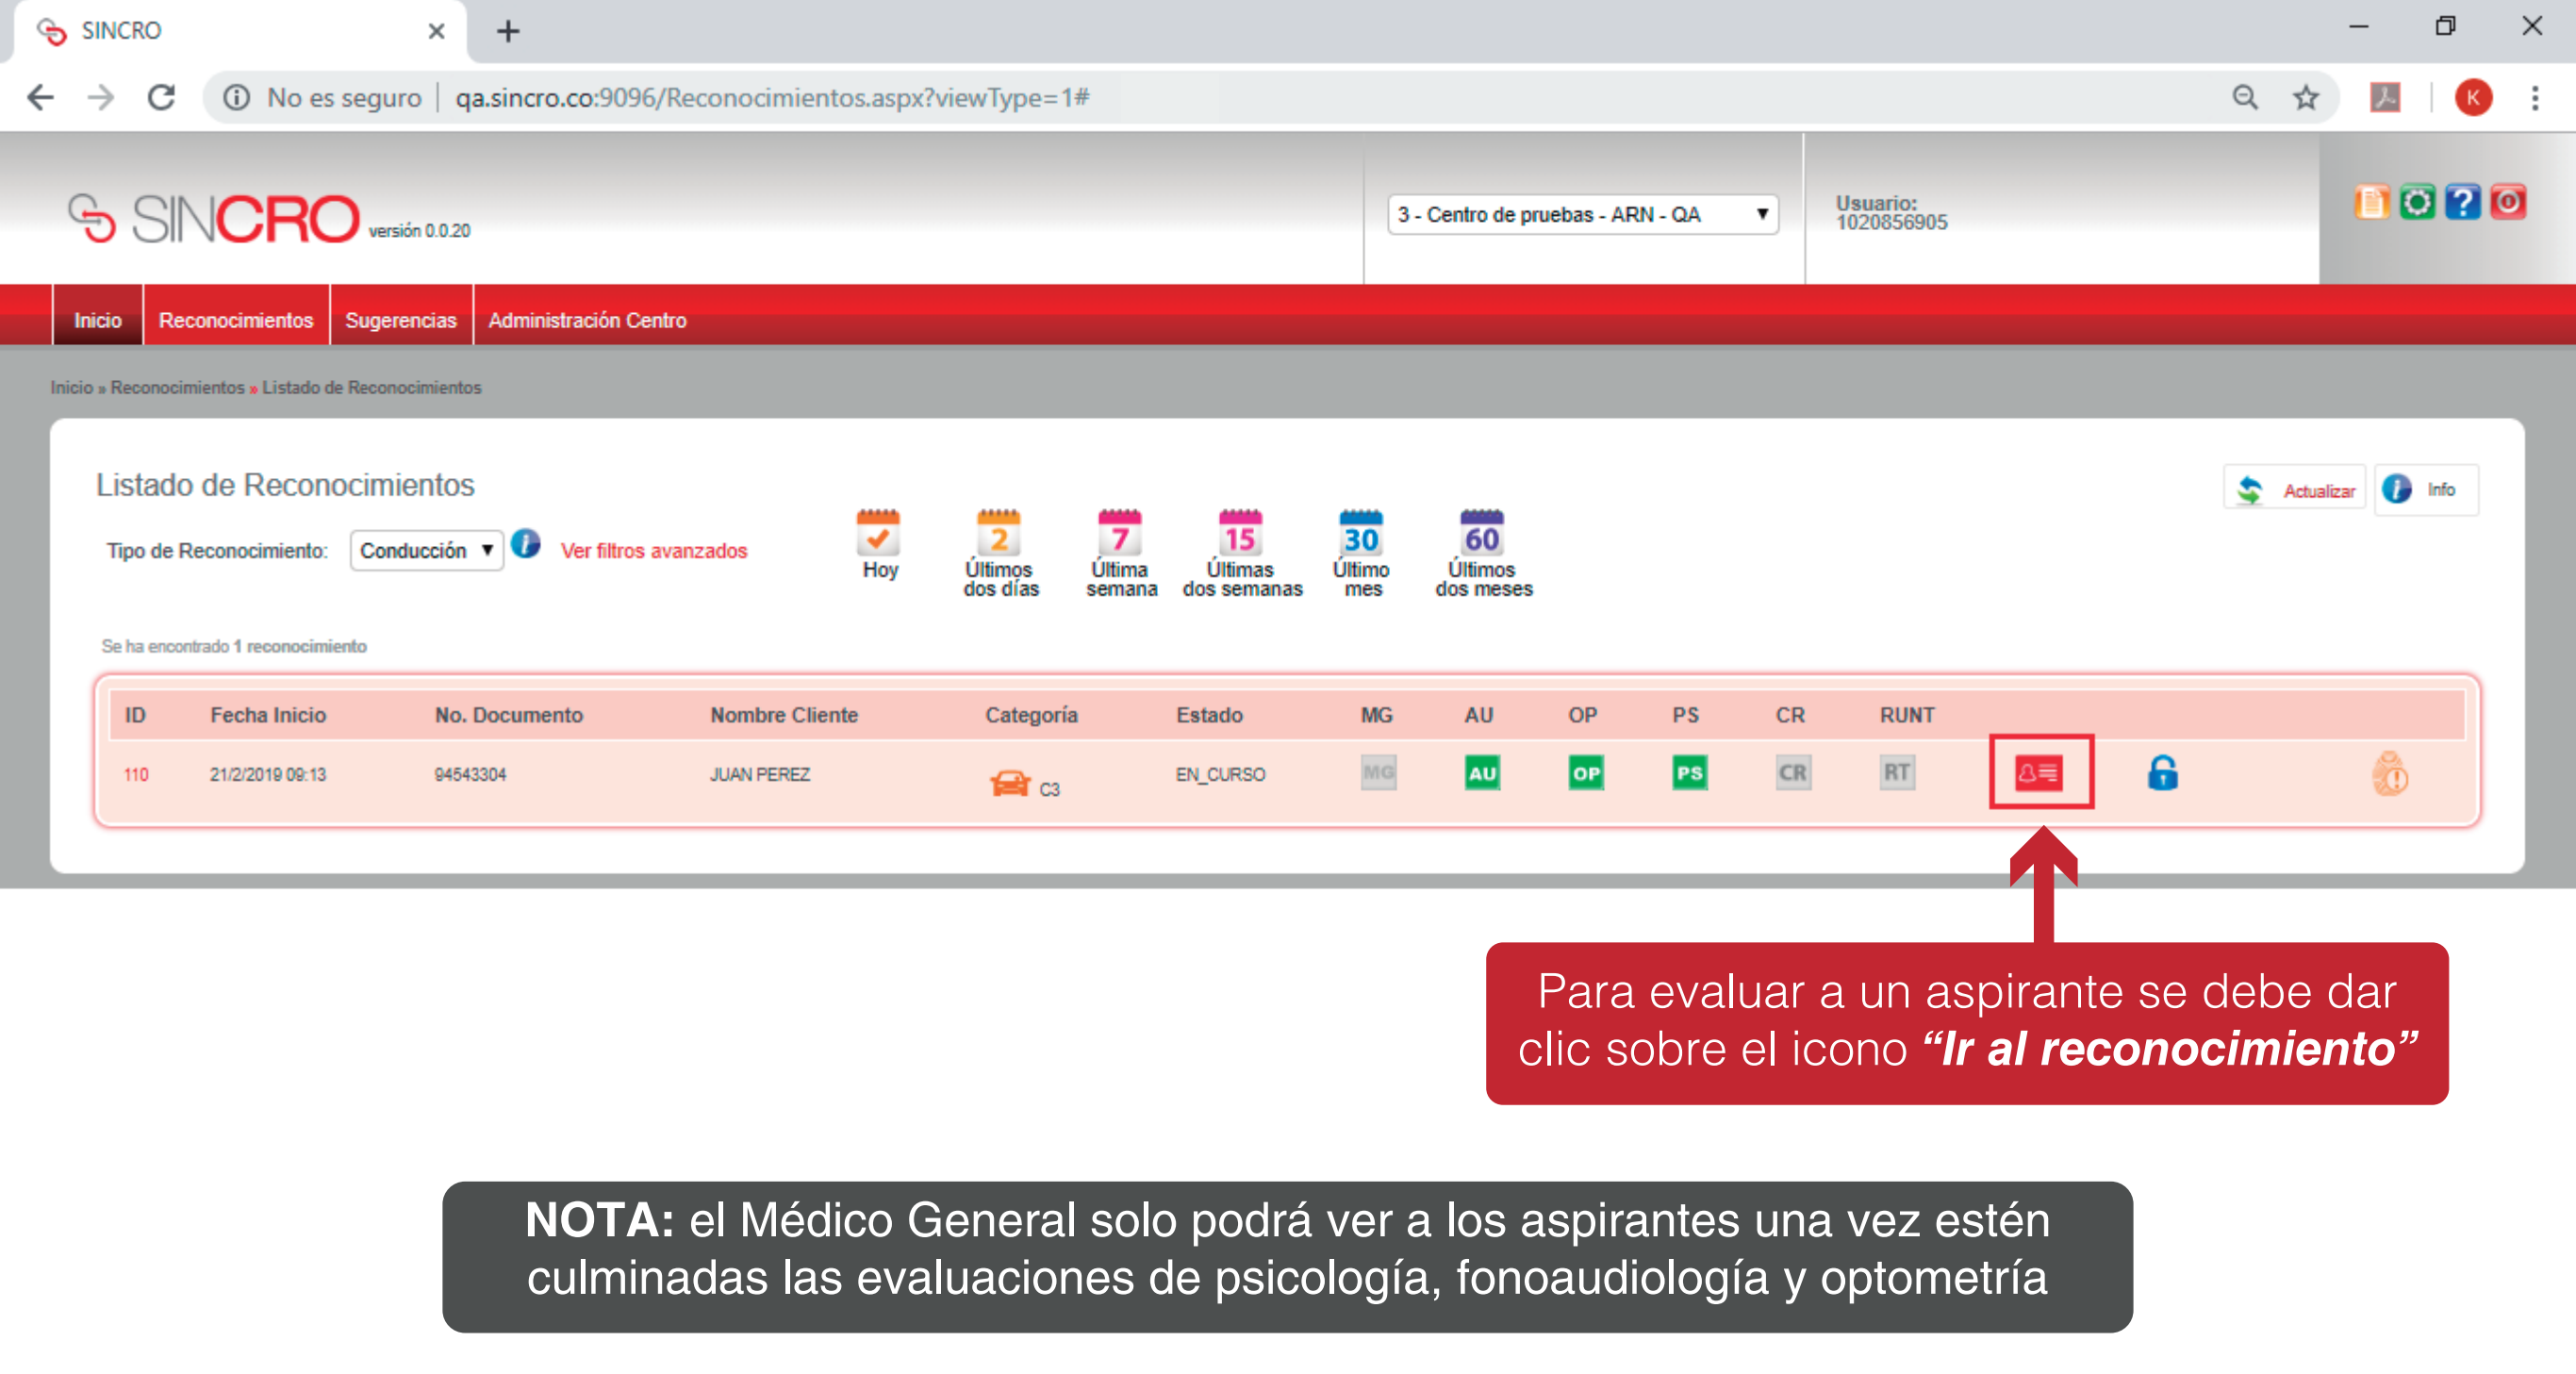 SINCRO
No es seguro | qa.sincro.co:9096/Reconocimientos.aspx?viewType=1#
K
SINCRO versión 0.0.20
3 - Centro de pruebas - ARN - QA
Usuario:
1020856905
Inicio Reconocimientos Sugerencias Administración Centro
Inicio » Reconocimientos » Listado de Reconocimientos
Listado de Reconocimientos
Actualizar Info
Tipo de Reconocimiento: Conducción Ver filtros avanzados
2 7 15 30 60
Hoy Últimos dos días Última semana Últimas dos semanas Último mes Últimos dos meses
Se ha encontrado 1 reconocimiento
ID Fecha Inicio No. Documento Nombre Cliente Categoría Estado MG AU OP PS CR RUNT
110 21/2/2019 09:13 94543304 JUAN PEREZ C3 EN_CURSO MG AU OP PS CR RT
Para evaluar a un aspirante se debe dar
clic sobre el icono “Ir al reconocimiento”
NOTA: el Médico General solo podrá ver a los aspirantes una vez estén
culminadas las evaluaciones de psicología, fonoaudiología y optometría